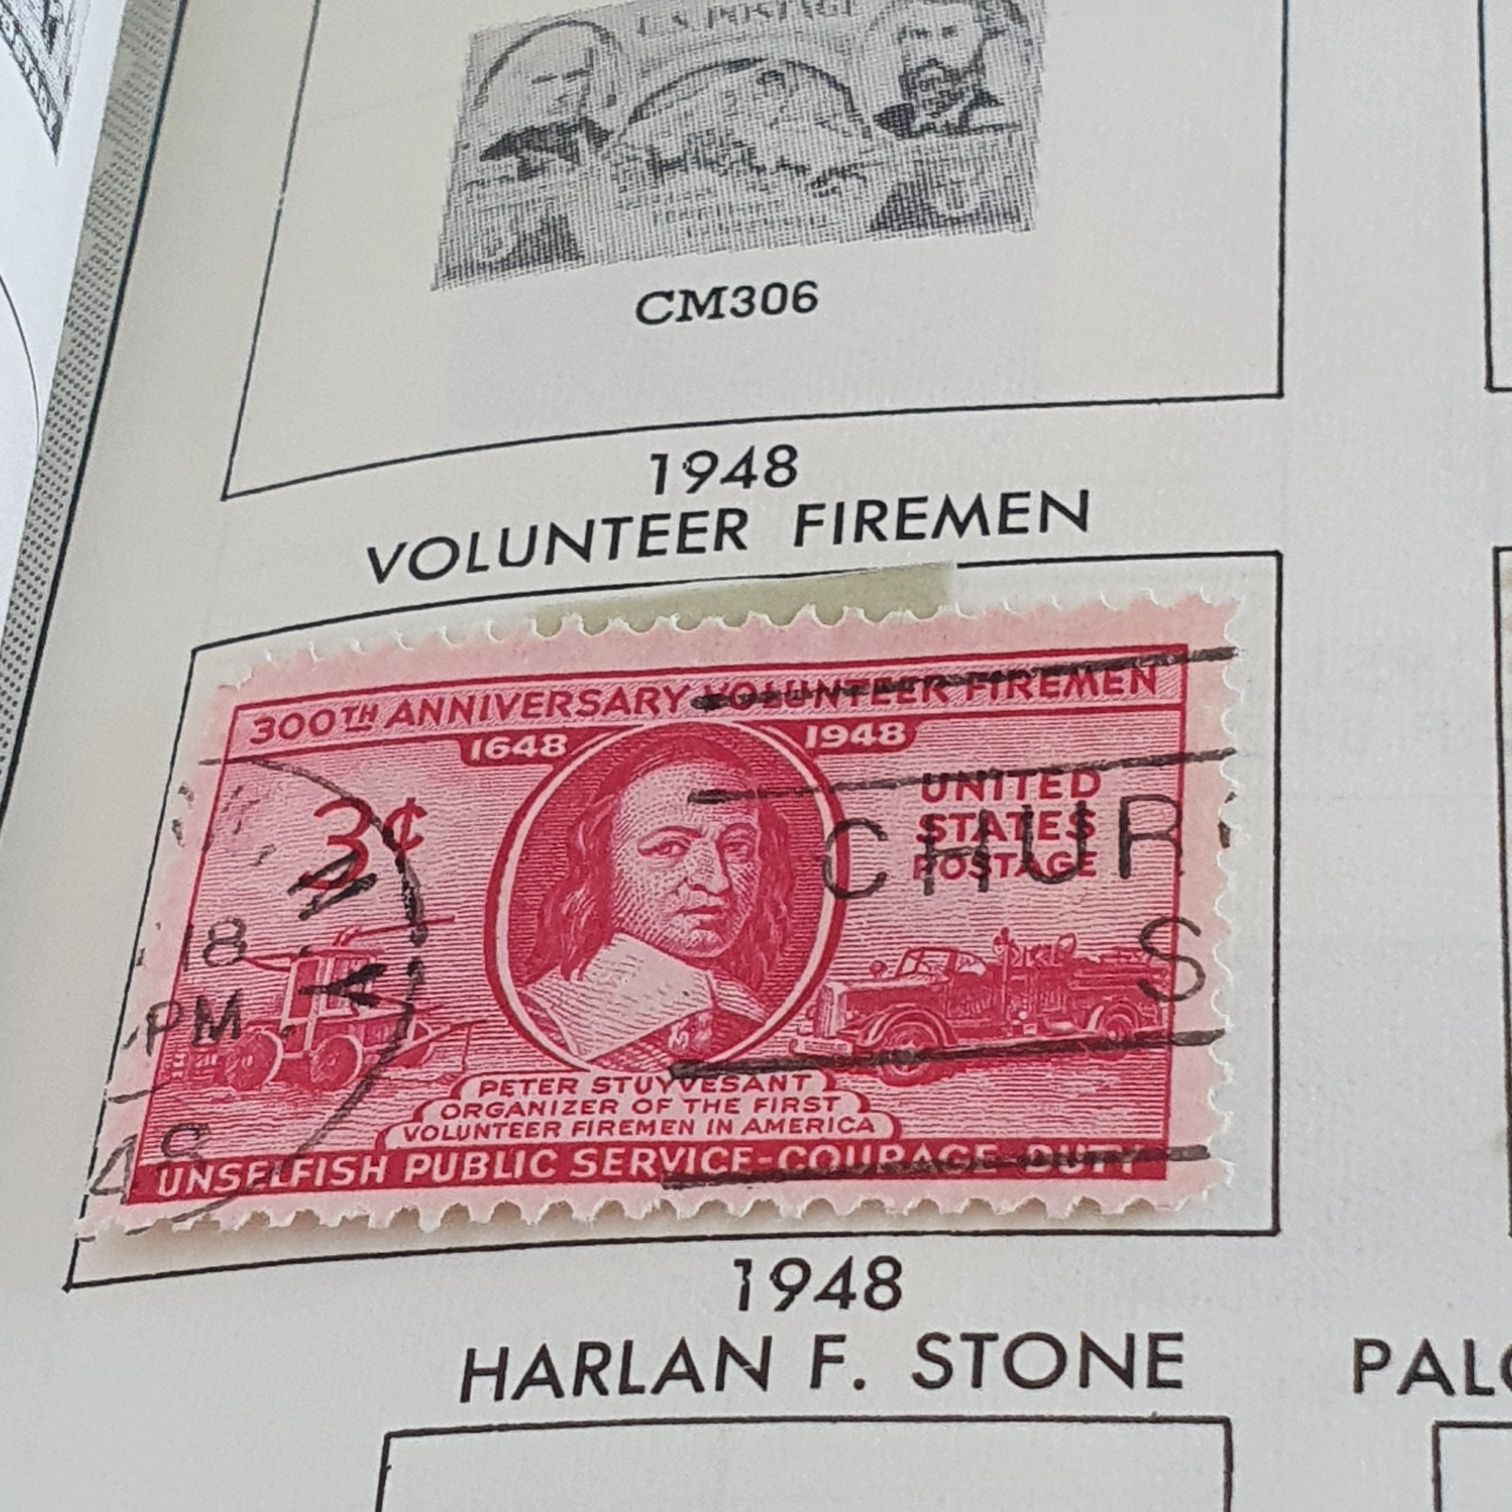 U.S. POSTAGE
CM306
1948
VOLUNTEER FIREMEN
300TH ANNIVERSARY VOLUNTEER FIREMEN
1648
1948
3¢
UNITED
STATES
POSTAGE
CHUR
S
18
PM
PETER STUYVESANT
ORGANIZER OF THE FIRST
VOLUNTEER FIREMEN IN AMERICA
UNSELFISH PUBLIC SERVICE-COURAGE-DUTY
1948
HARLAN F. STONE
PALO